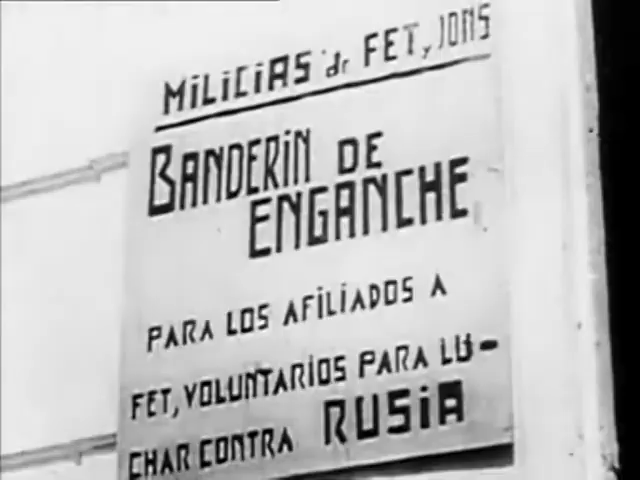 MiLiCiAS de FET y JONS
BANDERiN DE
ENGANCHE
PARA LOS AFiLiADOS A
FET, VOLUNTARiOS PARA LU-
CHAR CONTRA RUSiA